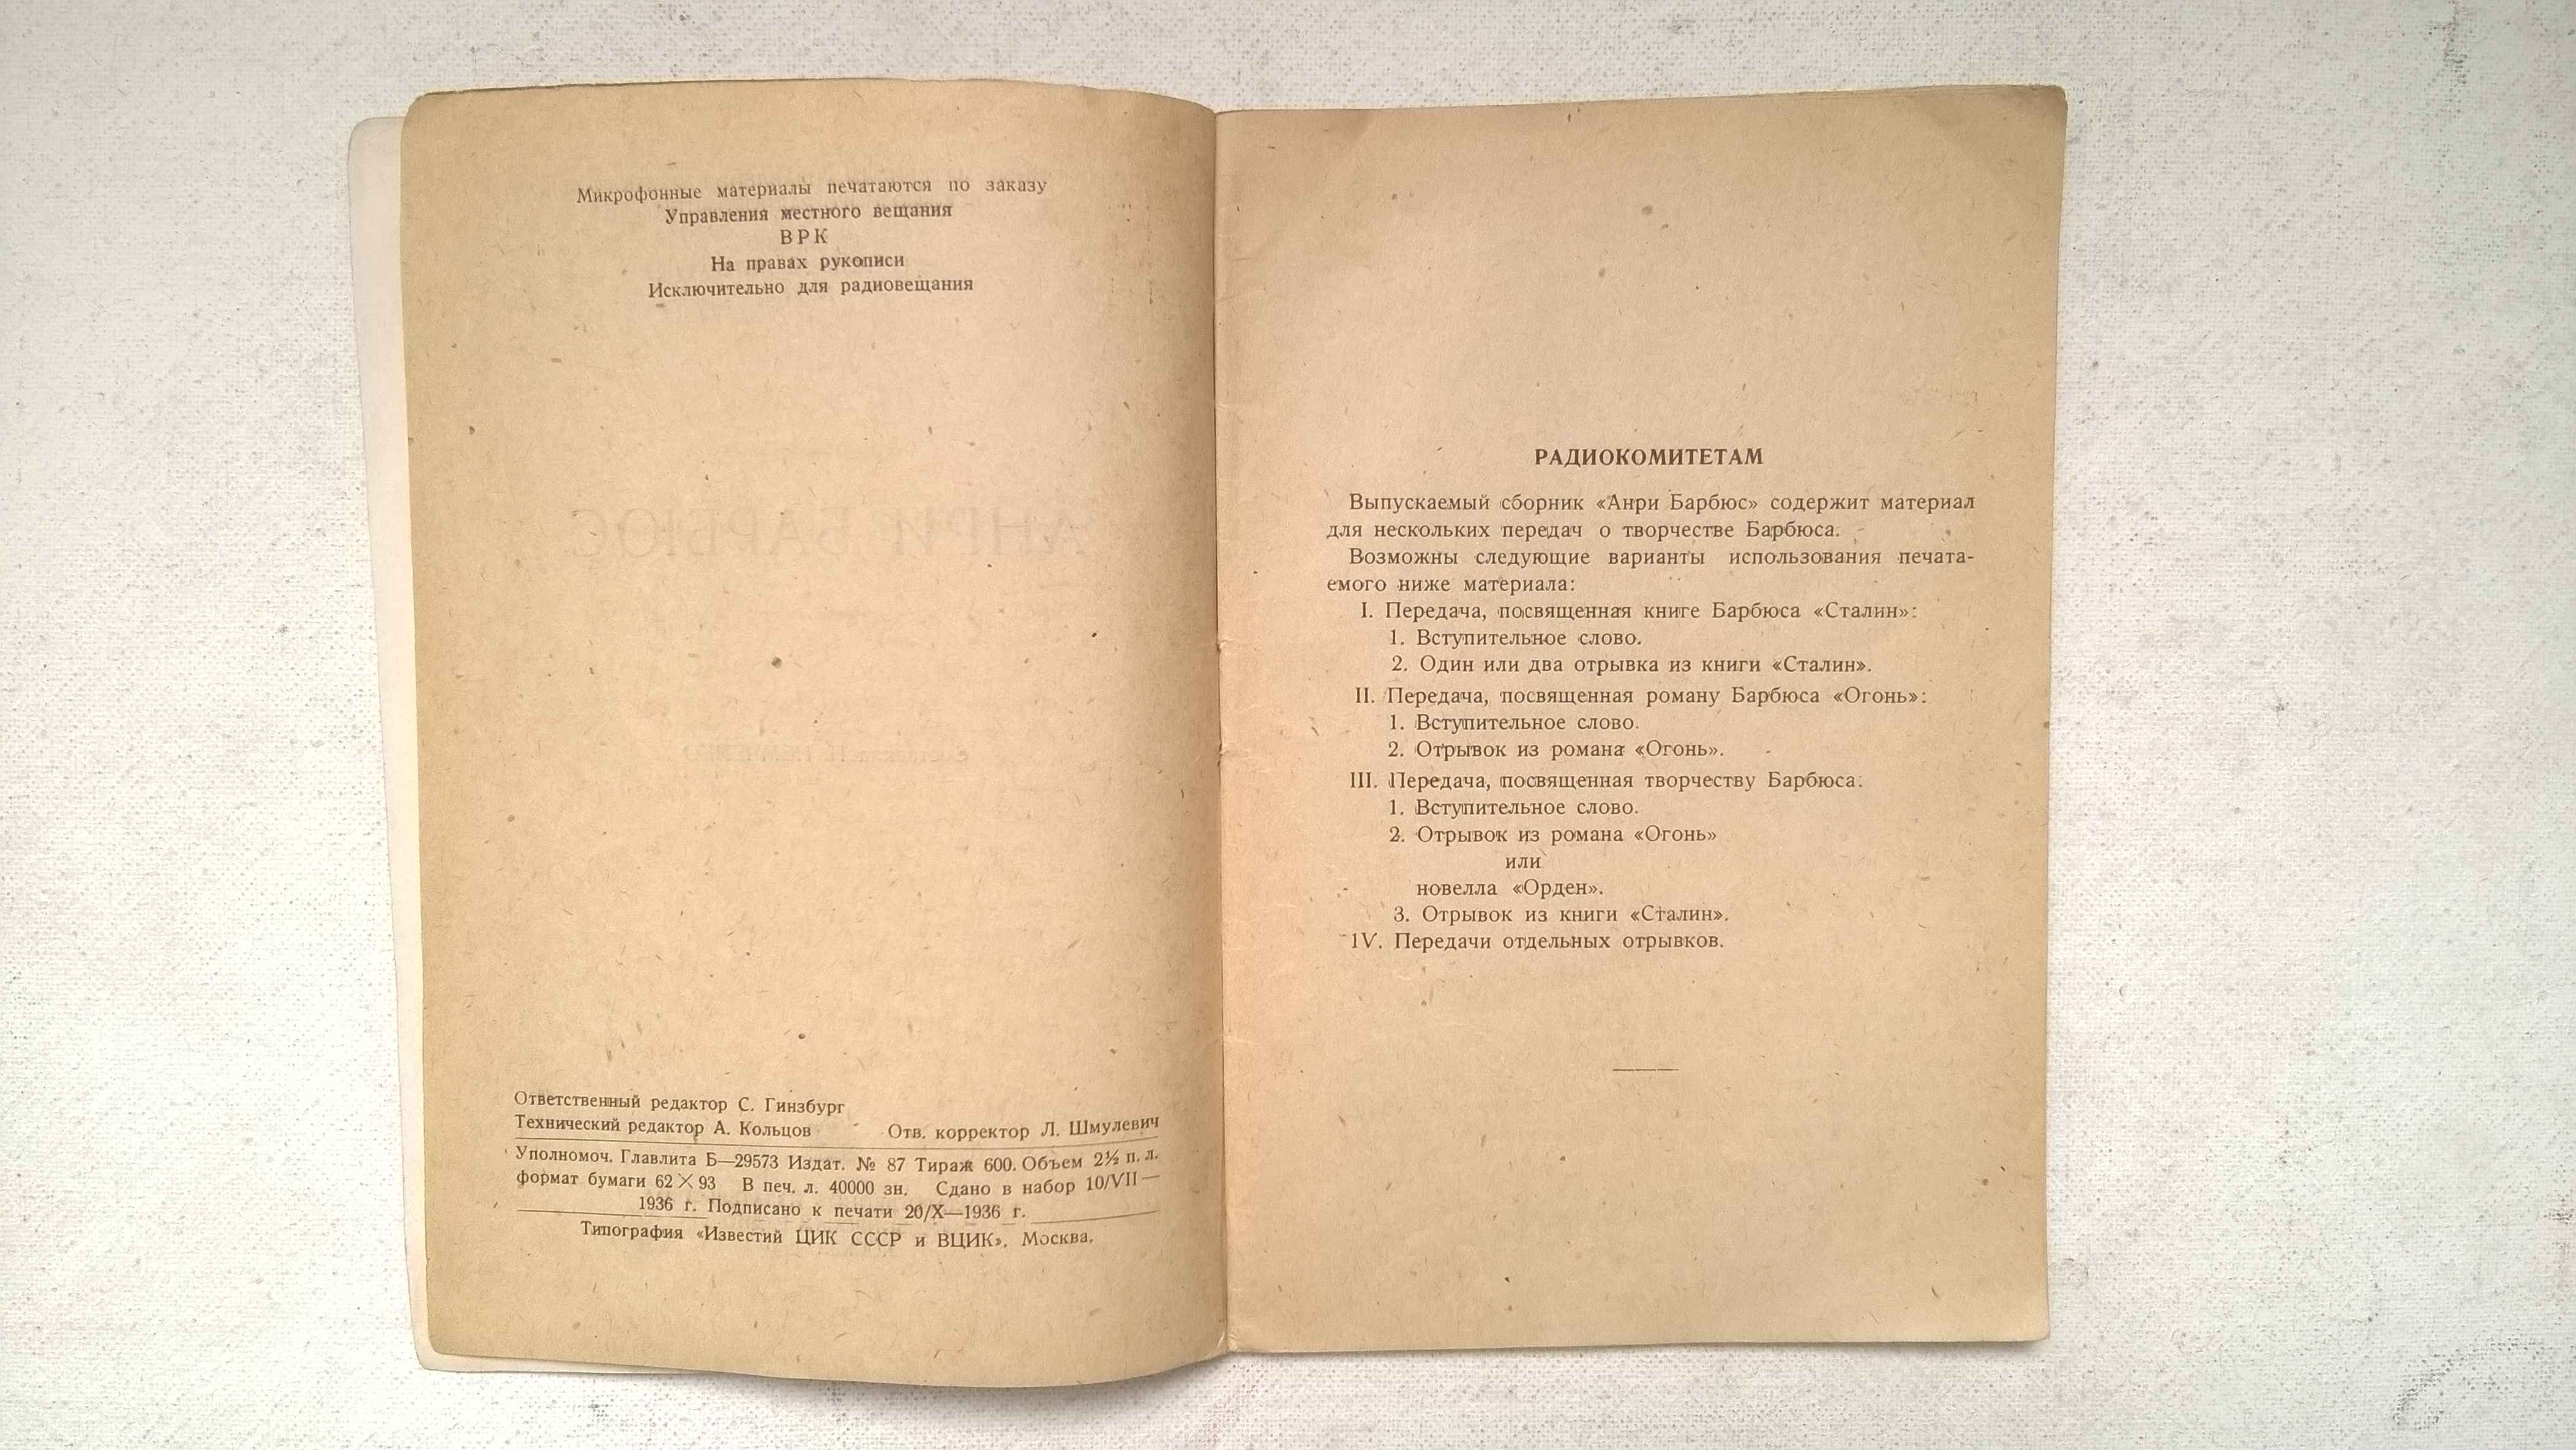 Микрофонные материалы печатаются по заказу
Управления местного вещания
ВРК
На правах рукописи
Исключительно для радиовещания
Ответственный редактор С. Гинзбург
Технический редактор А. Кольцов Отв. корректор Л. Шмулевич
Уполномоч. Главлита Б—29573 Издат. № 87 Тираж 600. Объем 2½ п. л.
формат бумаги 62×93 В печ. л. 40000 зн. Сдано в набор 10/VII—
1936 г. Подписано к печати 20/X—1936 г.
Типография «Известий ЦИК СССР и ВЦИК», Москва.
РАДИОКОМИТЕТАМ
Выпускаемый сборник «Анри Барбюс» содержит материал
для нескольких передач о творчестве Барбюса.
Возможны следующие варианты использования печата-
емого ниже материала:
I. Передача, посвященная книге Барбюса «Сталин»:
1. Вступительное слово.
2. Один или два отрывка из книги «Сталин».
II. Передача, посвященная роману Барбюса «Огонь»:
1. Вступительное слово.
2. Отрывок из романа «Огонь».
III. Передача, посвященная творчеству Барбюса:
1. Вступительное слово.
2. Отрывок из романа «Огонь»
или
новелла «Орден».
3. Отрывок из книги «Сталин».
IV. Передачи отдельных отрывков.